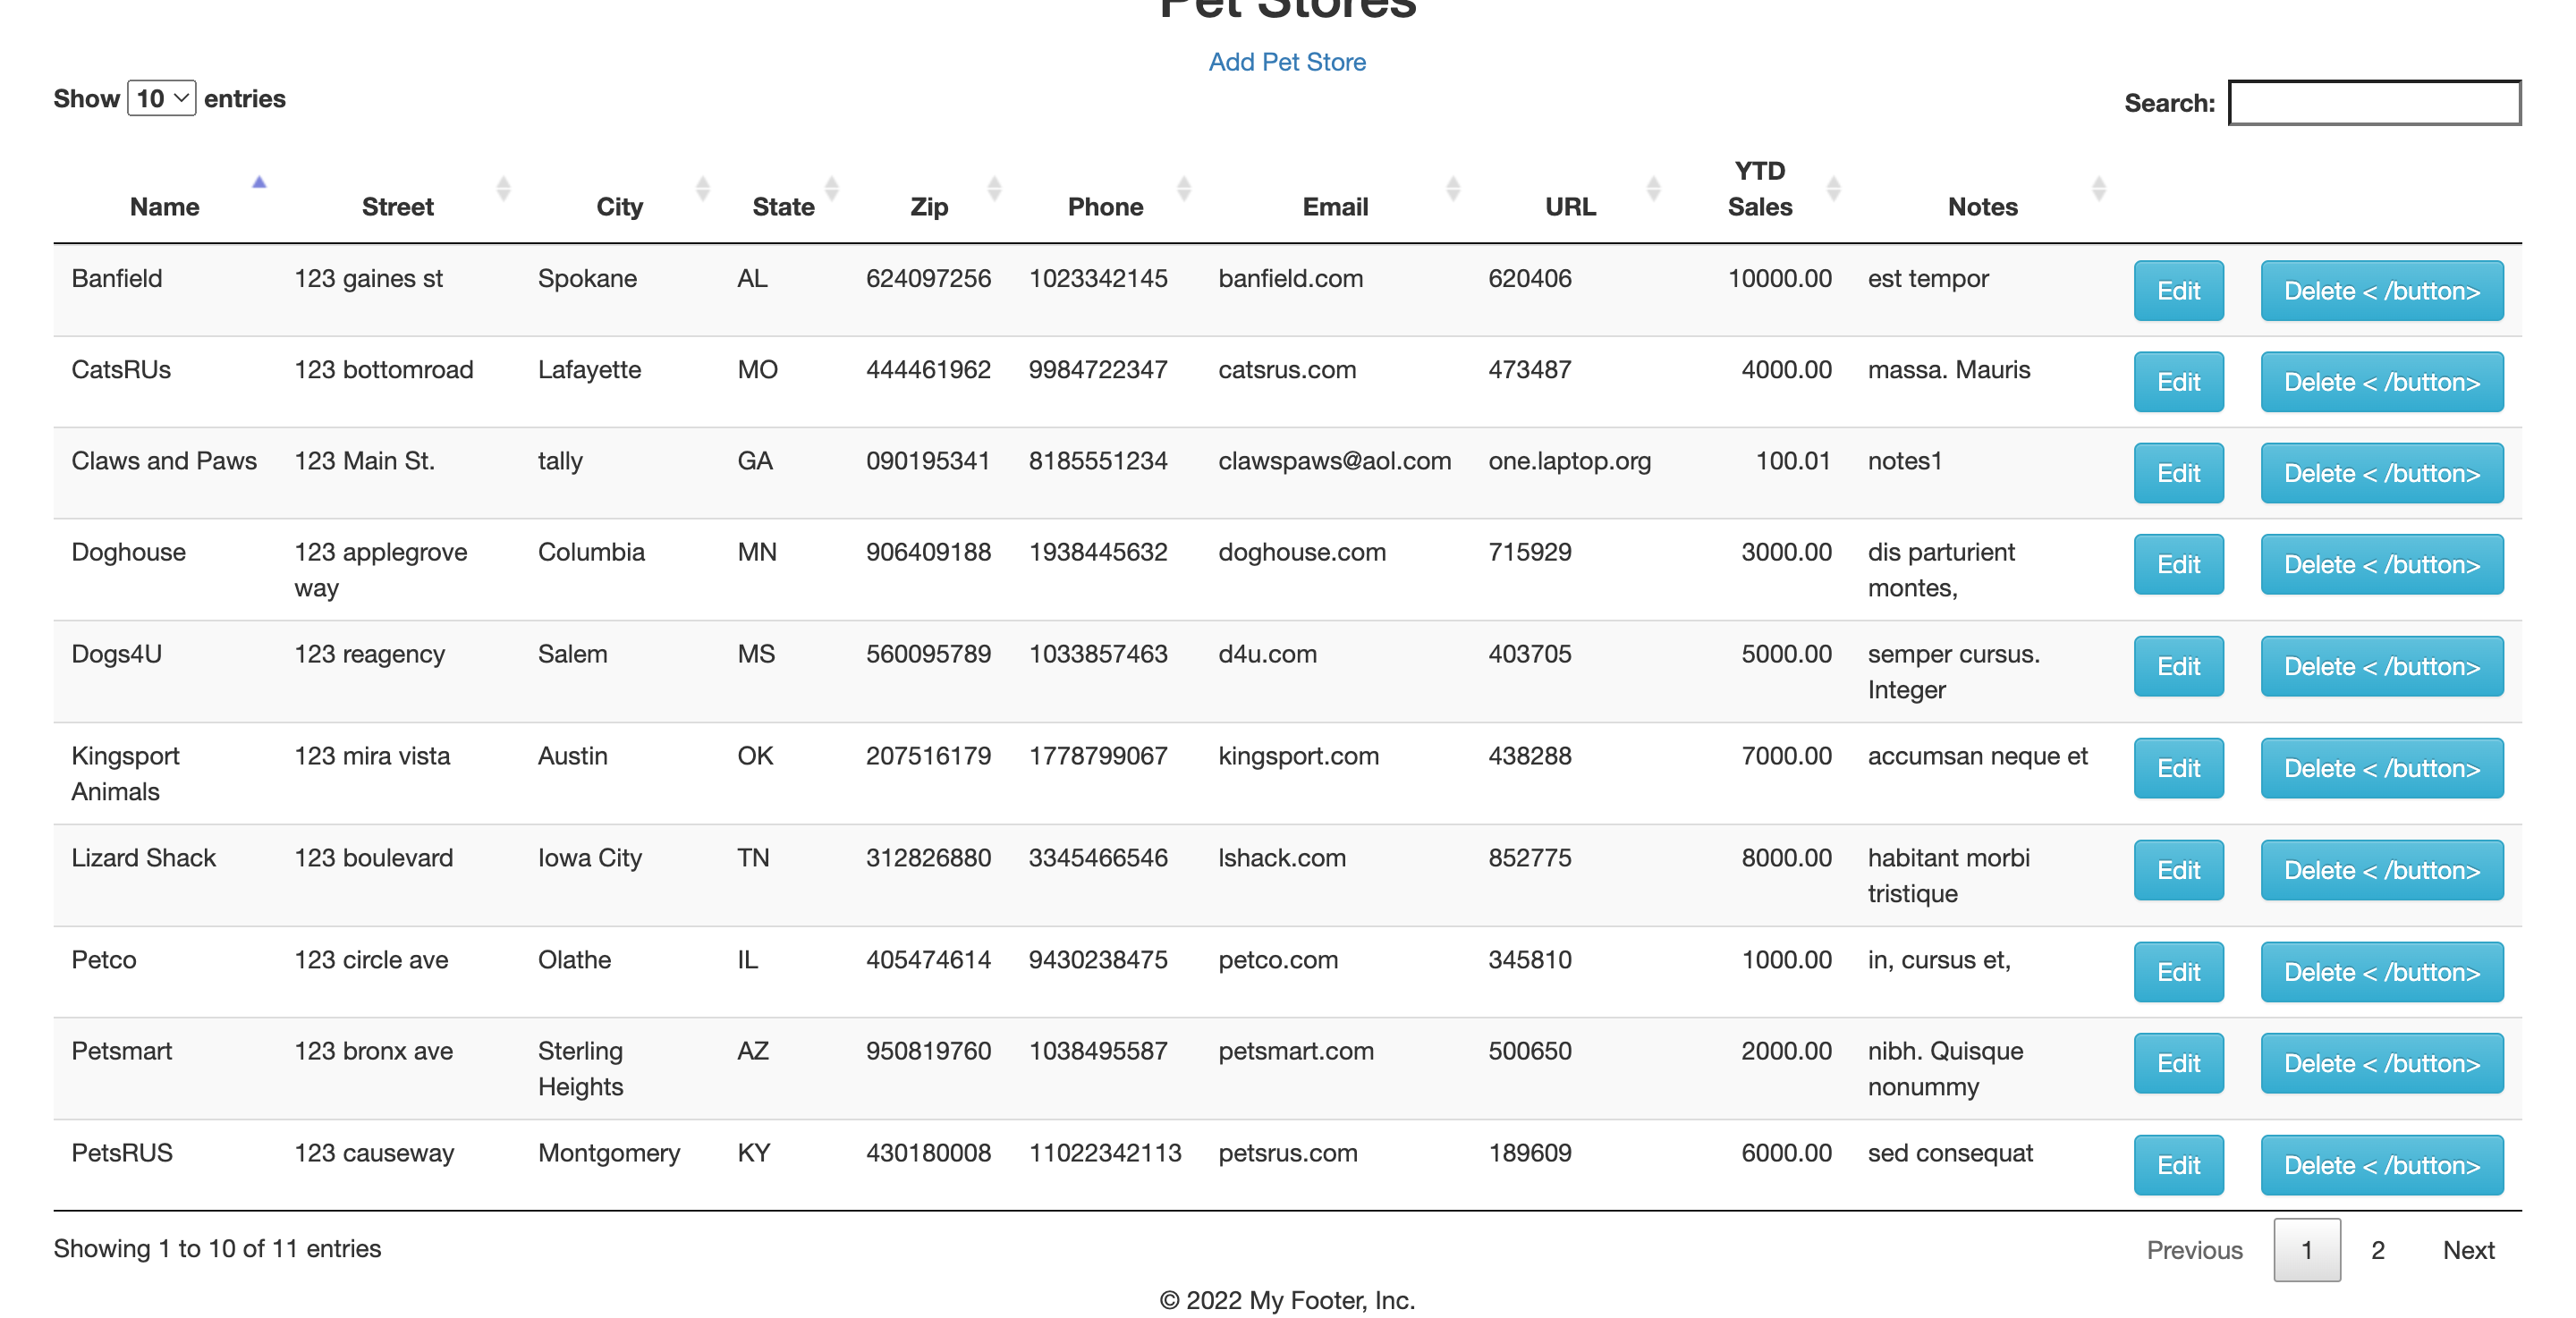 Pet Stores
Add Pet Store
Show 10 entries Search:
Name Street City State Zip Phone Email URL YTD Sales Notes
Banfield 123 gaines st Spokane AL 624097256 1023342145 banfield.com 620406 10000.00 est tempor Edit Delete < /button>
CatsRUs 123 bottomroad Lafayette MO 444461962 9984722347 catsrus.com 473487 4000.00 massa. Mauris Edit Delete < /button>
Claws and Paws 123 Main St. tally GA 090195341 8185551234 clawspaws@aol.com one.laptop.org 100.01 notes1 Edit Delete < /button>
Doghouse 123 applegrove way Columbia MN 906409188 1938445632 doghouse.com 715929 3000.00 dis parturient montes, Edit Delete < /button>
Dogs4U 123 reagency Salem MS 560095789 1033857463 d4u.com 403705 5000.00 semper cursus. Integer Edit Delete < /button>
Kingsport Animals 123 mira vista Austin OK 207516179 1778799067 kingsport.com 438288 7000.00 accumsan neque et Edit Delete < /button>
Lizard Shack 123 boulevard Iowa City TN 312826880 3345466546 lshack.com 852775 8000.00 habitant morbi tristique Edit Delete < /button>
Petco 123 circle ave Olathe IL 405474614 9430238475 petco.com 345810 1000.00 in, cursus et, Edit Delete < /button>
Petsmart 123 bronx ave Sterling Heights AZ 950819760 1038495587 petsmart.com 500650 2000.00 nibh. Quisque nonummy Edit Delete < /button>
PetsRUS 123 causeway Montgomery KY 430180008 11022342113 petsrus.com 189609 6000.00 sed consequat Edit Delete < /button>
Showing 1 to 10 of 11 entries Previous 1 2 Next
© 2022 My Footer, Inc.